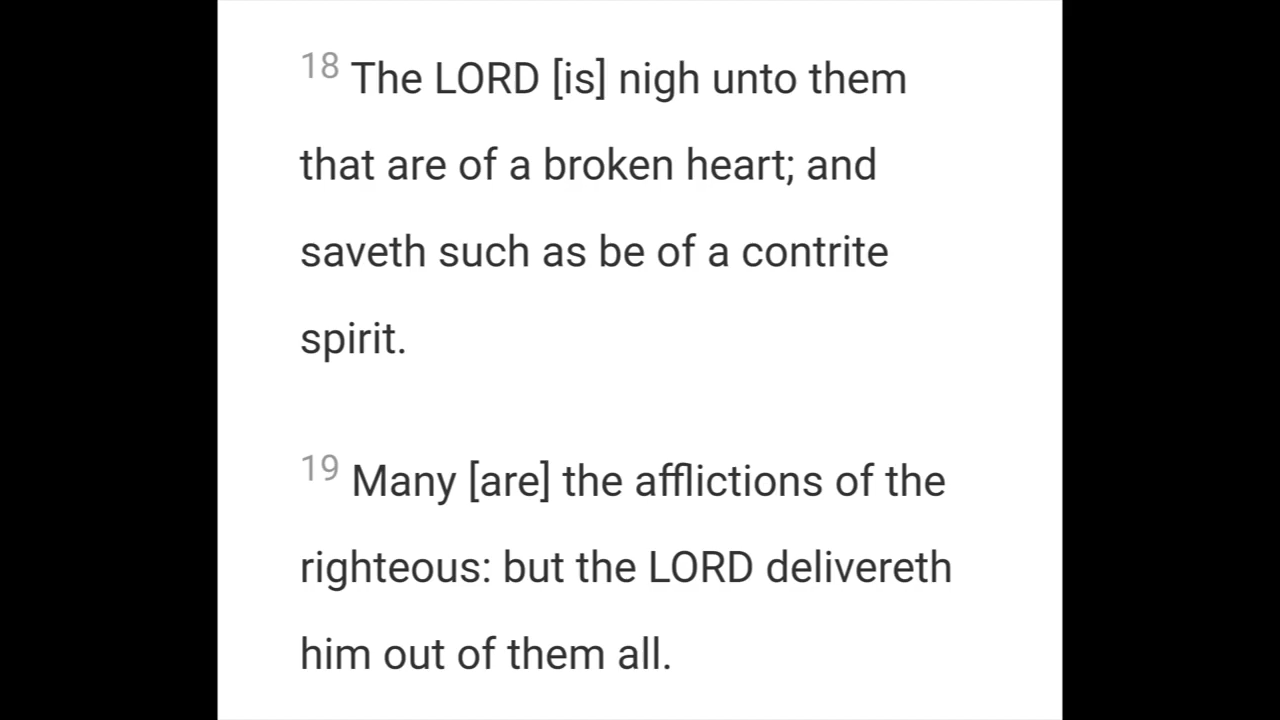 18 The LORD [is] nigh unto them
that are of a broken heart; and
saveth such as be of a contrite
spirit.
19 Many [are] the afflictions of the
righteous: but the LORD delivereth
him out of them all.